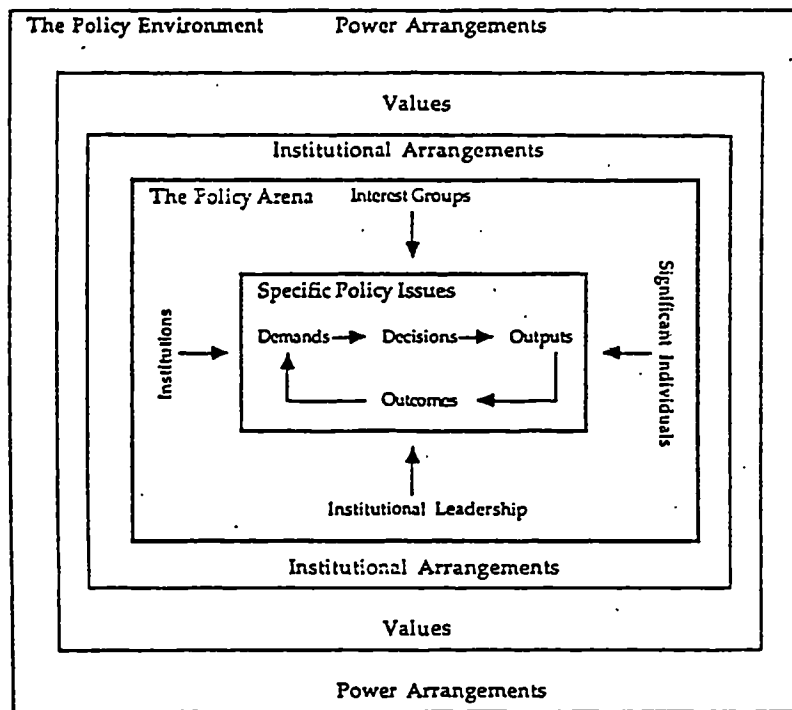 The Policy Environment Power Arrangements
Values
Institutional Arrangements
The Policy Arena Interest Groups
Specific Policy Issues
Institutions
Demands Decisions Outputs
Significant Individuals
Outcomes
Institutional Leadership
Institutional Arrangements
Values
Power Arrangements